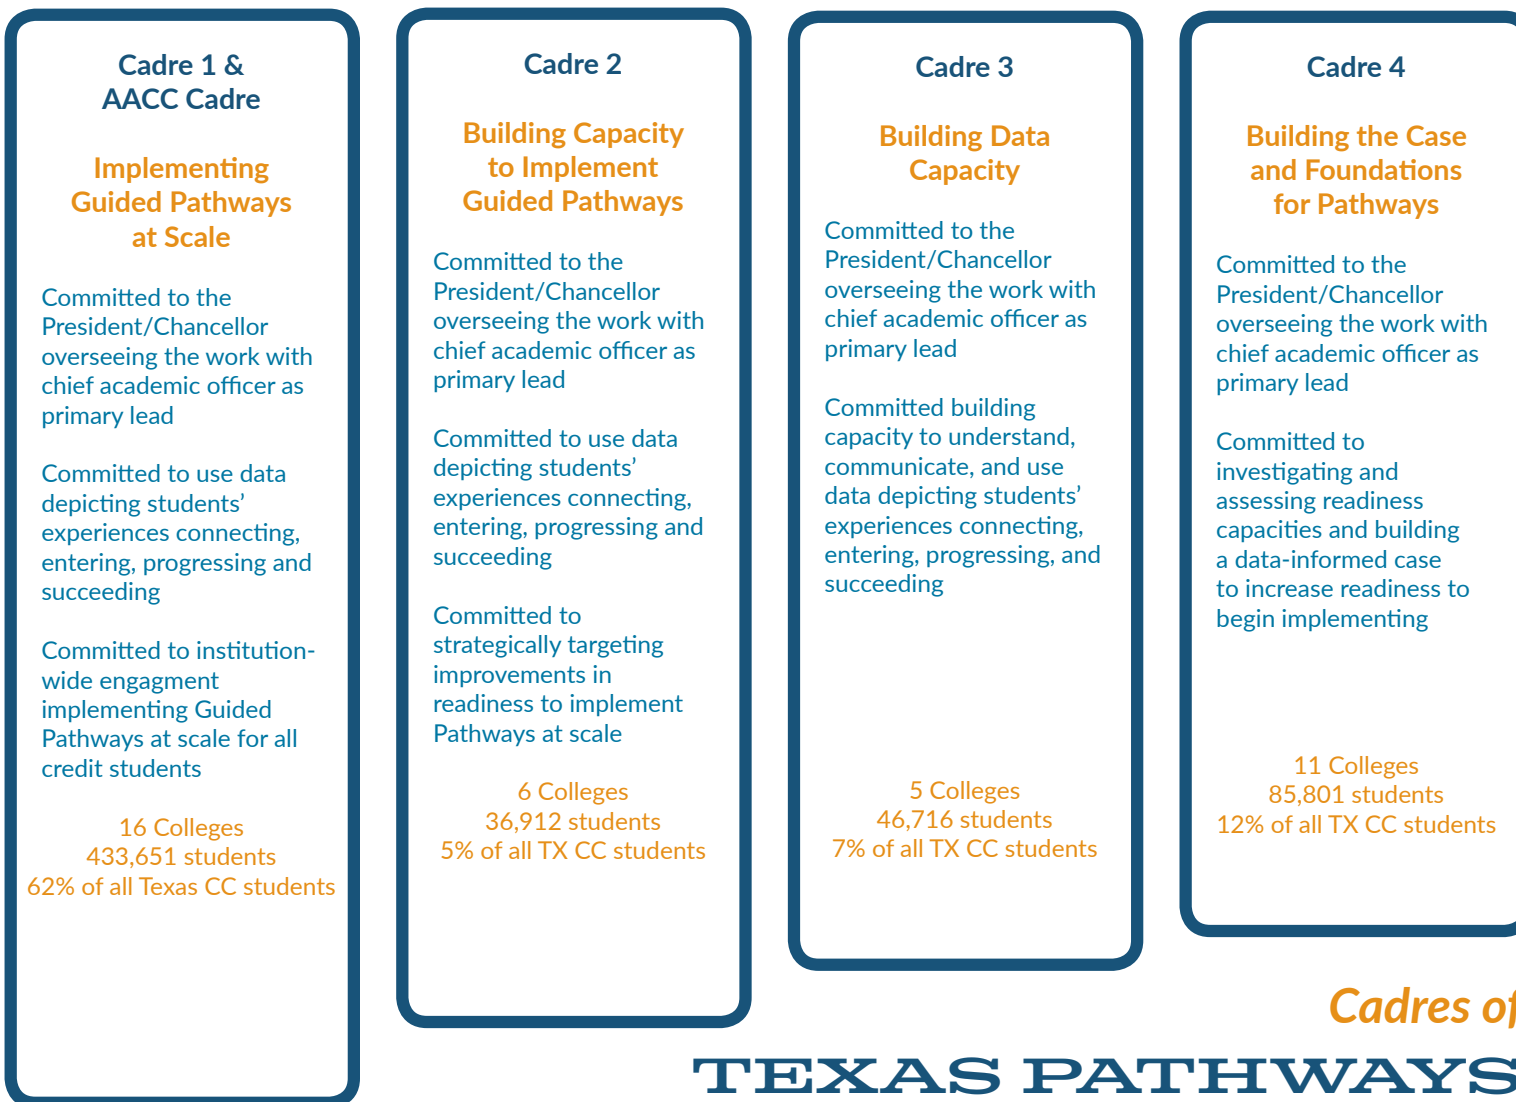 Cadre 1 &
AACC Cadre
Implementing
Guided Pathways
at Scale
Committed to the
President/Chancellor
overseeing the work with
chief academic officer as
primary lead
Committed to use data
depicting students’
experiences connecting,
entering, progressing and
succeeding
Committed to institution-
wide engagment
implementing Guided
Pathways at scale for all
credit students
16 Colleges
433,651 students
62% of all Texas CC students
Cadre 2
Building Capacity
to Implement
Guided Pathways
Committed to the
President/Chancellor
overseeing the work with
chief academic officer as
primary lead
Committed to use data
depicting students’
experiences connecting,
entering, progressing and
succeeding
Committed to
strategically targeting
improvements in
readiness to implement
Pathways at scale
6 Colleges
36,912 students
5% of all TX CC students
Cadre 3
Building Data
Capacity
Committed to the
President/Chancellor
overseeing the work with
chief academic officer as
primary lead
Committed building
capacity to understand,
communicate, and use
data depicting students’
experiences connecting,
entering, progressing, and
succeeding
5 Colleges
46,716 students
7% of all TX CC students
Cadre 4
Building the Case
and Foundations
for Pathways
Committed to the
President/Chancellor
overseeing the work with
chief academic officer as
primary lead
Committed to
investigating and
assessing readiness
capacities and building
a data-informed case
to increase readiness to
begin implementing
11 Colleges
85,801 students
12% of all TX CC students
Cadres of
TEXAS PATHWAYS